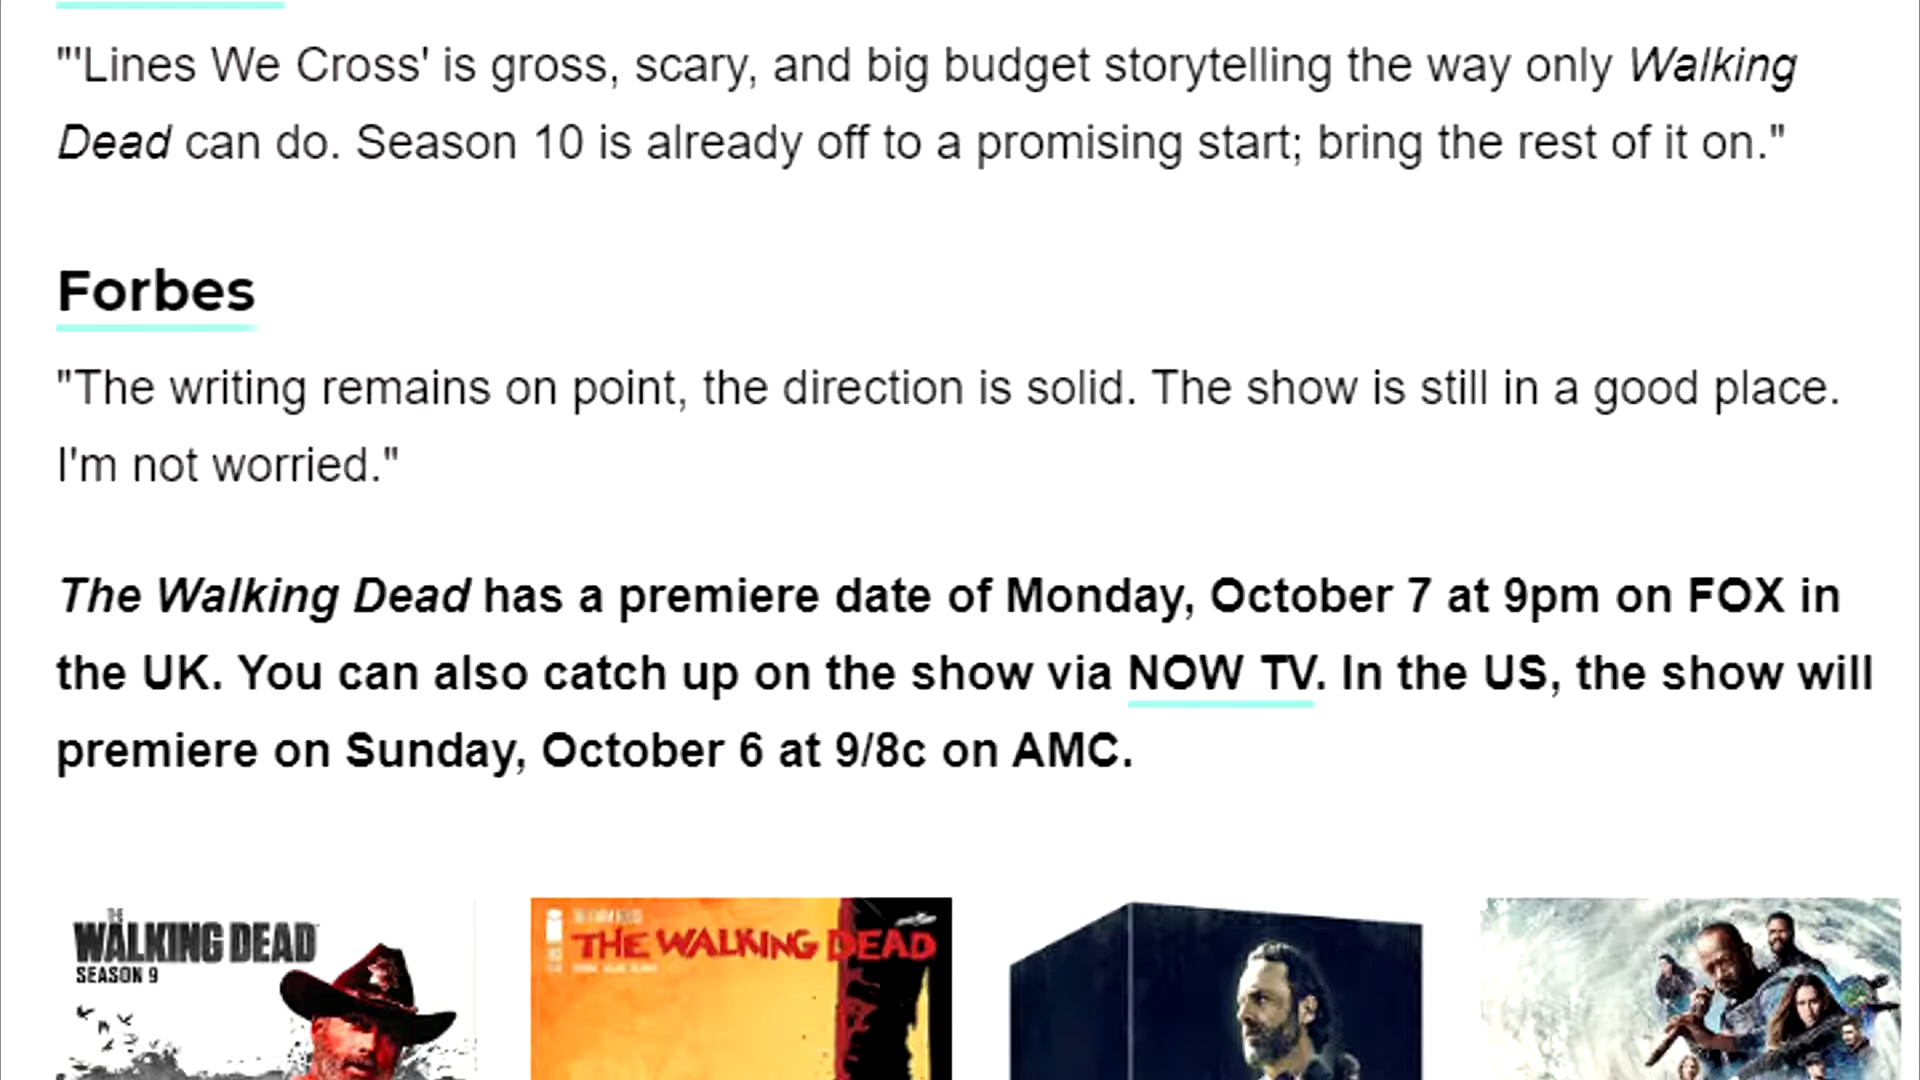 "'Lines We Cross' is gross, scary, and big budget storytelling the way only Walking
Dead can do. Season 10 is already off to a promising start; bring the rest of it on."
Forbes
"The writing remains on point, the direction is solid. The show is still in a good place.
I'm not worried."
The Walking Dead has a premiere date of Monday, October 7 at 9pm on FOX in
the UK. You can also catch up on the show via NOW TV. In the US, the show will
premiere on Sunday, October 6 at 9/8c on AMC.
THE
WALKING DEAD
SEASON 9
THE WALKING DEAD